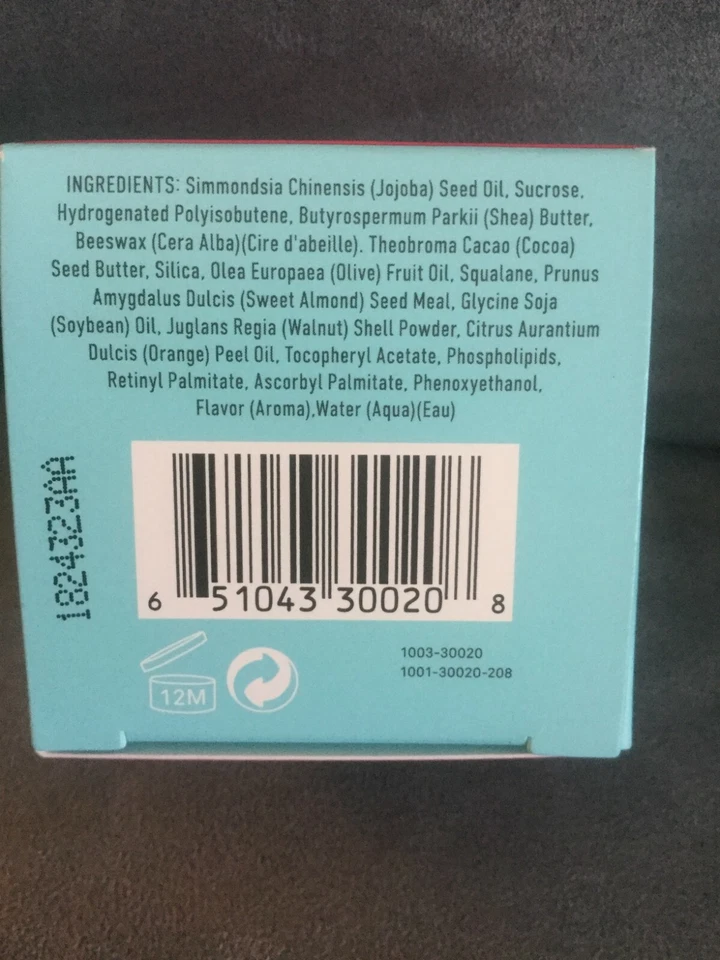 INGREDIENTS: Simmondsia Chinensis (Jojoba) Seed Oil, Sucrose,
Hydrogenated Polyisobutene, Butyrospermum Parkii (Shea) Butter,
Beeswax (Cera Alba)(Cire d'abeille). Theobroma Cacao (Cocoa)
Seed Butter, Silica, Olea Europaea (Olive) Fruit Oil, Squalane, Prunus
Amygdalus Dulcis (Sweet Almond) Seed Meal, Glycine Soja
(Soybean) Oil, Juglans Regia (Walnut) Shell Powder, Citrus Aurantium
Dulcis (Orange) Peel Oil, Tocopheryl Acetate, Phospholipids,
Retinyl Palmitate, Ascorbyl Palmitate, Phenoxyethanol,
Flavor (Aroma),Water (Aqua)(Eau)
1824323AA
6 51043 30020 8
12M
1003-30020
1001-30020-208